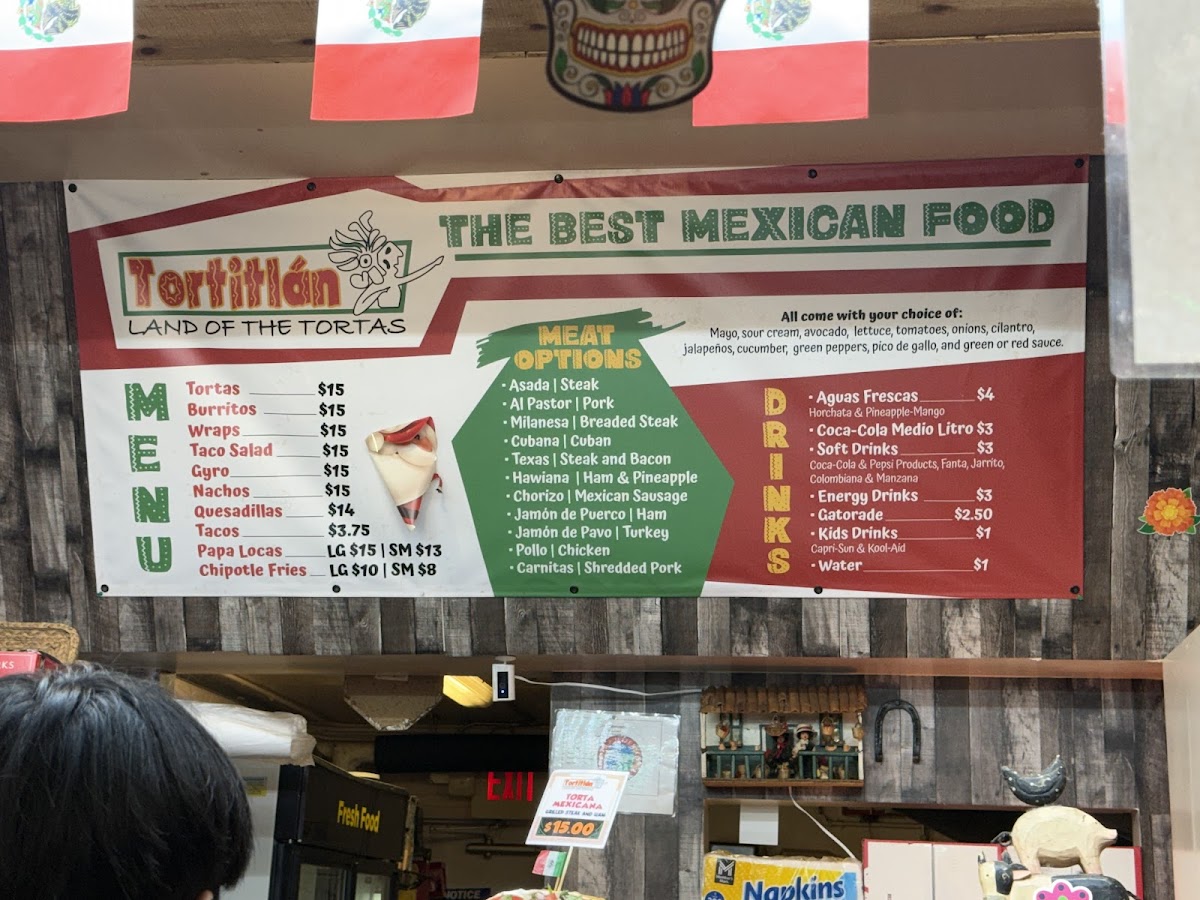 THE BEST MEXICAN FOOD
Tortitlán
LAND OF THE TORTAS
All come with your choice of:
Mayo, sour cream, avocado, lettuce, tomatoes, onions, cilantro,
jalapeños, cucumber, green peppers, pico de gallo, and green or red sauce.
MENU
Tortas $15
Burritos $15
Wraps $15
Taco Salad $15
Gyro $15
Nachos $15
Quesadillas $14
Tacos $3.75
Papa Locas LG $15 | SM $13
Chipotle Fries LG $10 | SM $8
MEAT
OPTIONS
• Asada | Steak
• Al Pastor | Pork
• Milanesa | Breaded Steak
• Cubana | Cuban
• Texas | Steak and Bacon
• Hawiana | Ham & Pineapple
• Chorizo | Mexican Sausage
• Jamón de Puerco | Ham
• Jamón de Pavo | Turkey
• Pollo | Chicken
• Carnitas | Shredded Pork
DRINKS
• Aguas Frescas $4
Horchata & Pineapple-Mango
• Coca-Cola Medio Litro $3
• Soft Drinks $3
Coca-Cola & Pepsi Products, Fanta, Jarrito,
Colombiana & Manzana
• Energy Drinks $3
• Gatorade $2.50
• Kids Drinks $1
Capri-Sun & Kool-Aid
• Water $1
EXIT
Fresh Food
Tortitlán
TORTA
MEXICANA
GRILLED STEAK AND HAM
$15.00
NOTICE
M
Napkins